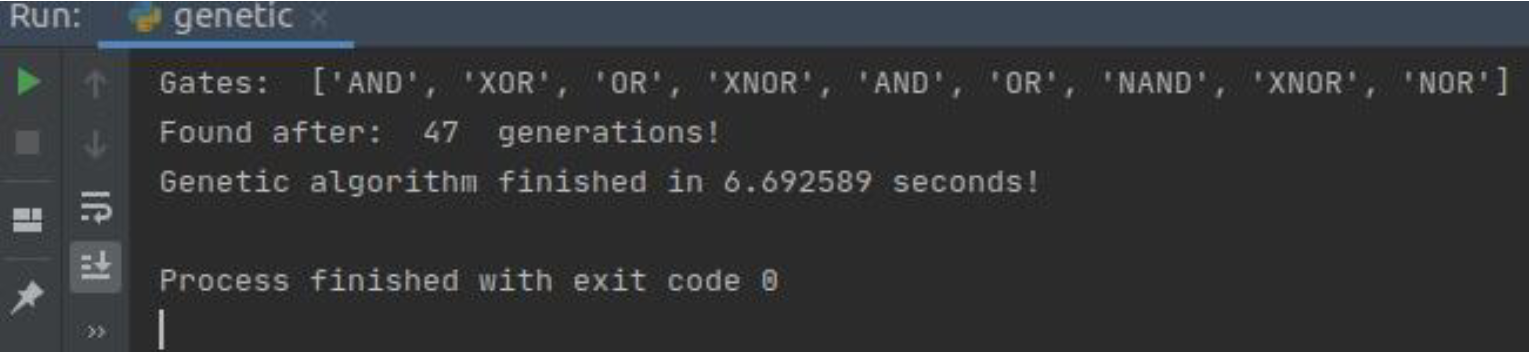 Run: genetic ×
Gates:  ['AND', 'XOR', 'OR', 'XNOR', 'AND', 'OR', 'NAND', 'XNOR', 'NOR']
Found after:  47  generations!
Genetic algorithm finished in 6.692589 seconds!
Process finished with exit code 0